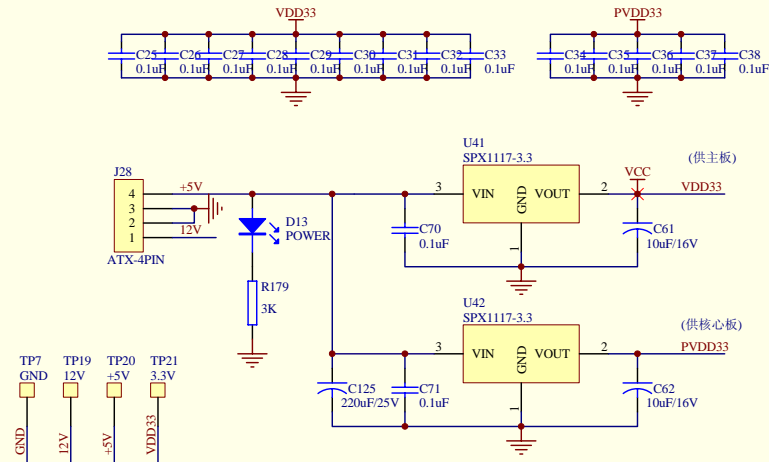 VDD33
PVDD33
C25 C26 C27 C28 C29 C30 C31 C32 C33
0.1uF 0.1uF 0.1uF 0.1uF 0.1uF 0.1uF 0.1uF 0.1uF 0.1uF
C34 C35 C36 C37 C38
0.1uF 0.1uF 0.1uF 0.1uF 0.1uF
J28
4
3
2
1
+5V
12V
ATX-4PIN
D13
POWER
R179
3K
U41
SPX1117-3.3
3 VIN VOUT 2
GND
1
C70
0.1uF
VCC
(供主板)
VDD33
C61
10uF/16V
U42
SPX1117-3.3
3 VIN VOUT 2
GND
1
(供核心板)
PVDD33
C125
220uF/25V
C71
0.1uF
C62
10uF/16V
TP7 TP19 TP20 TP21
GND 12V +5V 3.3V
GND 12V +5V VDD33